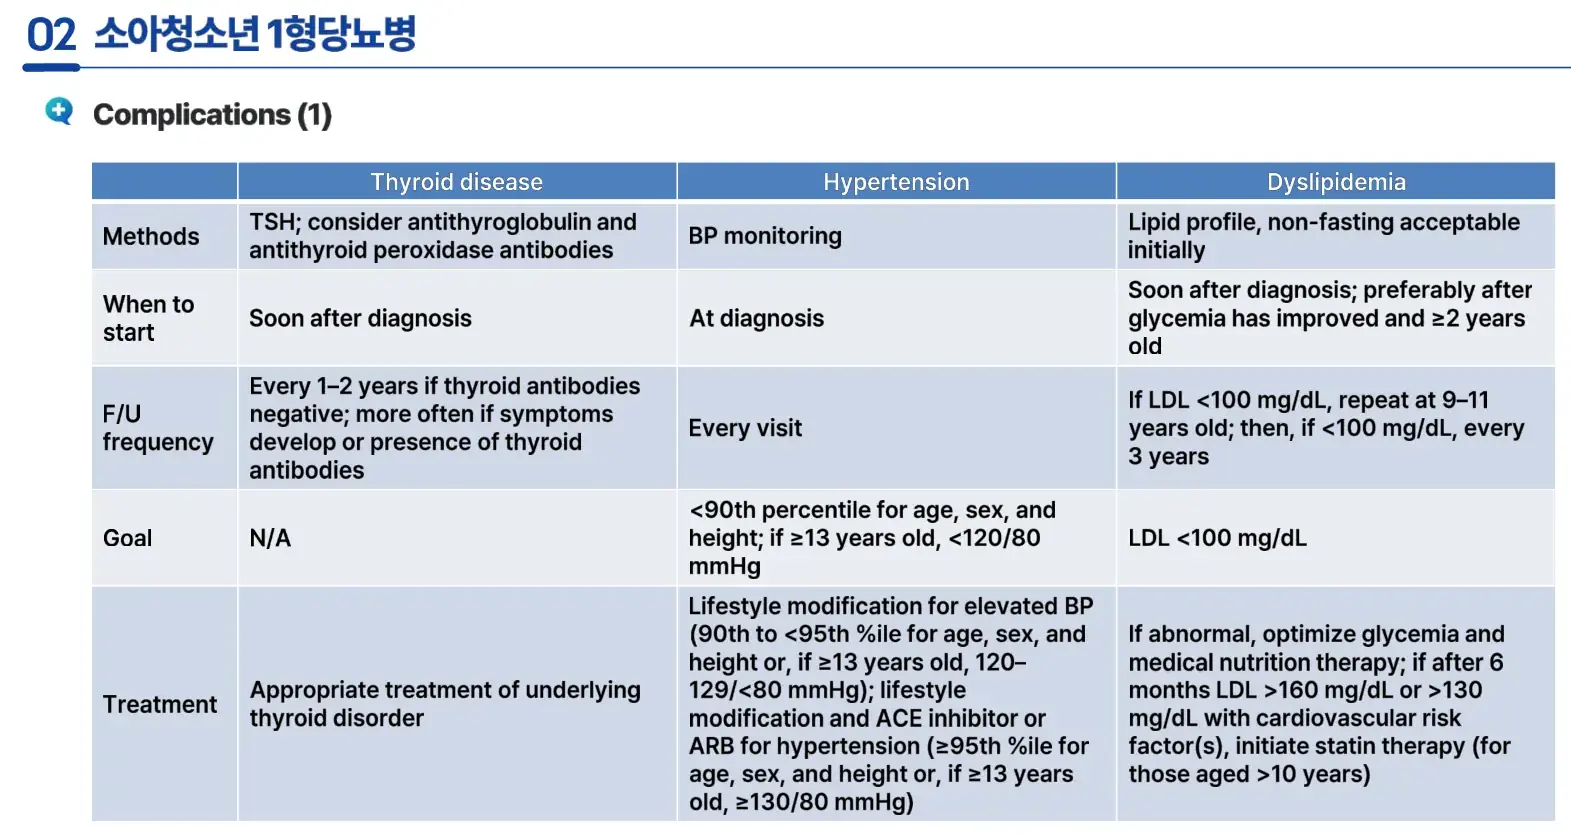 02 소아청소년 1형당뇨병
Complications (1)
Thyroid disease
Hypertension
Dyslipidemia
Methods
TSH; consider antithyroglobulin and
antithyroid peroxidase antibodies
BP monitoring
Lipid profile, non-fasting acceptable
initially
When to
start
Soon after diagnosis
At diagnosis
Soon after diagnosis; preferably after
glycemia has improved and ≥2 years
old
F/U
frequency
Every 1–2 years if thyroid antibodies
negative; more often if symptoms
develop or presence of thyroid
antibodies
Every visit
If LDL <100 mg/dL, repeat at 9–11
years old; then, if <100 mg/dL, every
3 years
Goal
N/A
<90th percentile for age, sex, and
height; if ≥13 years old, <120/80
mmHg
LDL <100 mg/dL
Treatment
Appropriate treatment of underlying
thyroid disorder
Lifestyle modification for elevated BP
(90th to <95th %ile for age, sex, and
height or, if ≥13 years old, 120–
129/<80 mmHg); lifestyle
modification and ACE inhibitor or
ARB for hypertension (≥95th %ile for
age, sex, and height or, if ≥13 years
old, ≥130/80 mmHg)
If abnormal, optimize glycemia and
medical nutrition therapy; if after 6
months LDL >160 mg/dL or >130
mg/dL with cardiovascular risk
factor(s), initiate statin therapy (for
those aged >10 years)